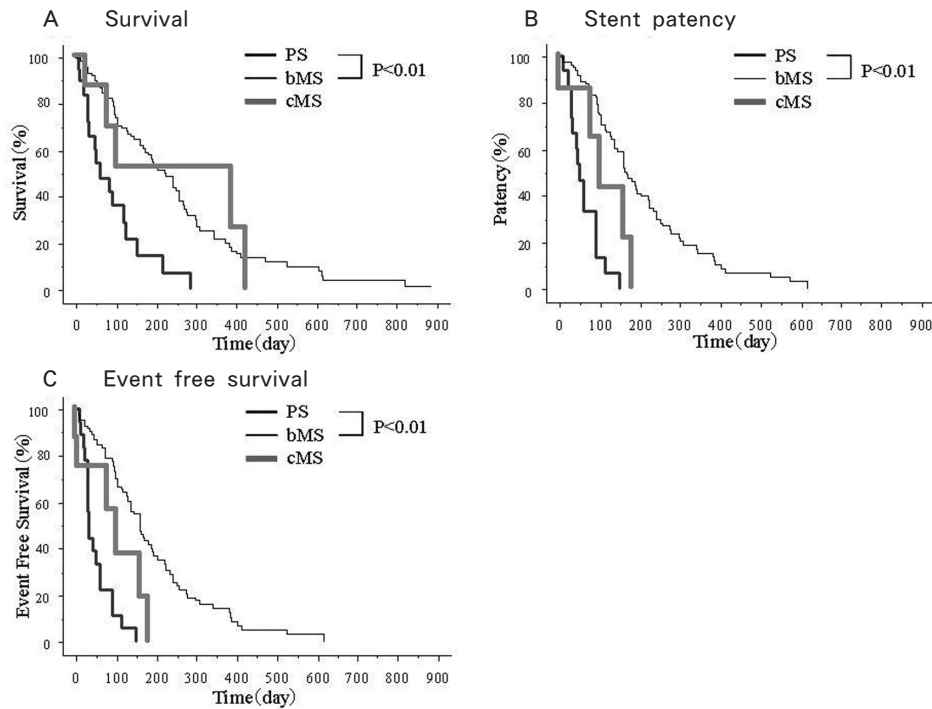 A Survival
PS
bMS
cMS
P<0.01
Survival(%)
100
80
60
40
20
0
0 100 200 300 400 500 600 700 800 900
Time(day)
B Stent patency
PS
bMS
cMS
P<0.01
Patency(%)
100
80
60
40
20
0
0 100 200 300 400 500 600 700 800 900
Time(day)
C Event free survival
PS
bMS
cMS
P<0.01
Event Free Survival(%)
100
80
60
40
20
0
0 100 200 300 400 500 600 700 800 900
Time(day)